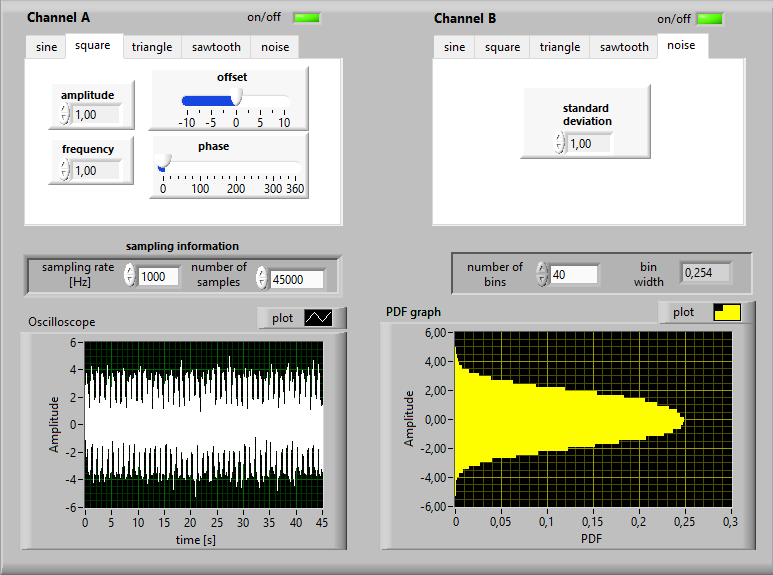 Channel A
on/off
sine square triangle sawtooth noise
amplitude
1,00
frequency
1,00
offset
-10 -5 0 5 10
phase
0 100 200 300 360
Channel B
on/off
sine square triangle sawtooth noise
standard
deviation
1,00
sampling information
sampling rate
[Hz]
1000
number of
samples
45000
number of
bins
40
bin
width
0,254
Oscilloscope
plot
Amplitude
6
4
2
0
-2
-4
-6
0 5 10 15 20 25 30 35 40 45
time [s]
PDF graph
plot
Amplitude
6,00
4,00
2,00
0,00
-2,00
-4,00
-6,00
0 0,05 0,1 0,15 0,2 0,25 0,3
PDF